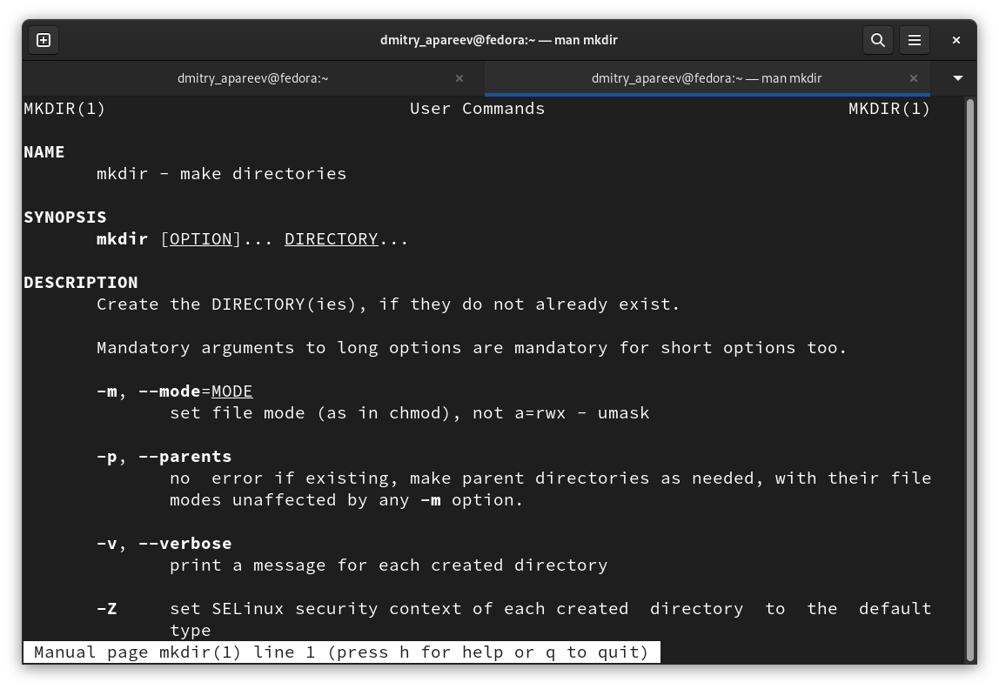 dmitry_apareev@fedora:~ — man mkdir
dmitry_apareev@fedora:~
dmitry_apareev@fedora:~ — man mkdir
MKDIR(1) User Commands MKDIR(1)
NAME
mkdir - make directories
SYNOPSIS
mkdir [OPTION]... DIRECTORY...
DESCRIPTION
Create the DIRECTORY(ies), if they do not already exist.
Mandatory arguments to long options are mandatory for short options too.
-m, --mode=MODE
set file mode (as in chmod), not a=rwx - umask
-p, --parents
no  error if existing, make parent directories as needed, with their file
modes unaffected by any -m option.
-v, --verbose
print a message for each created directory
-Z     set SELinux security context of each created  directory  to  the  default
type
Manual page mkdir(1) line 1 (press h for help or q to quit)